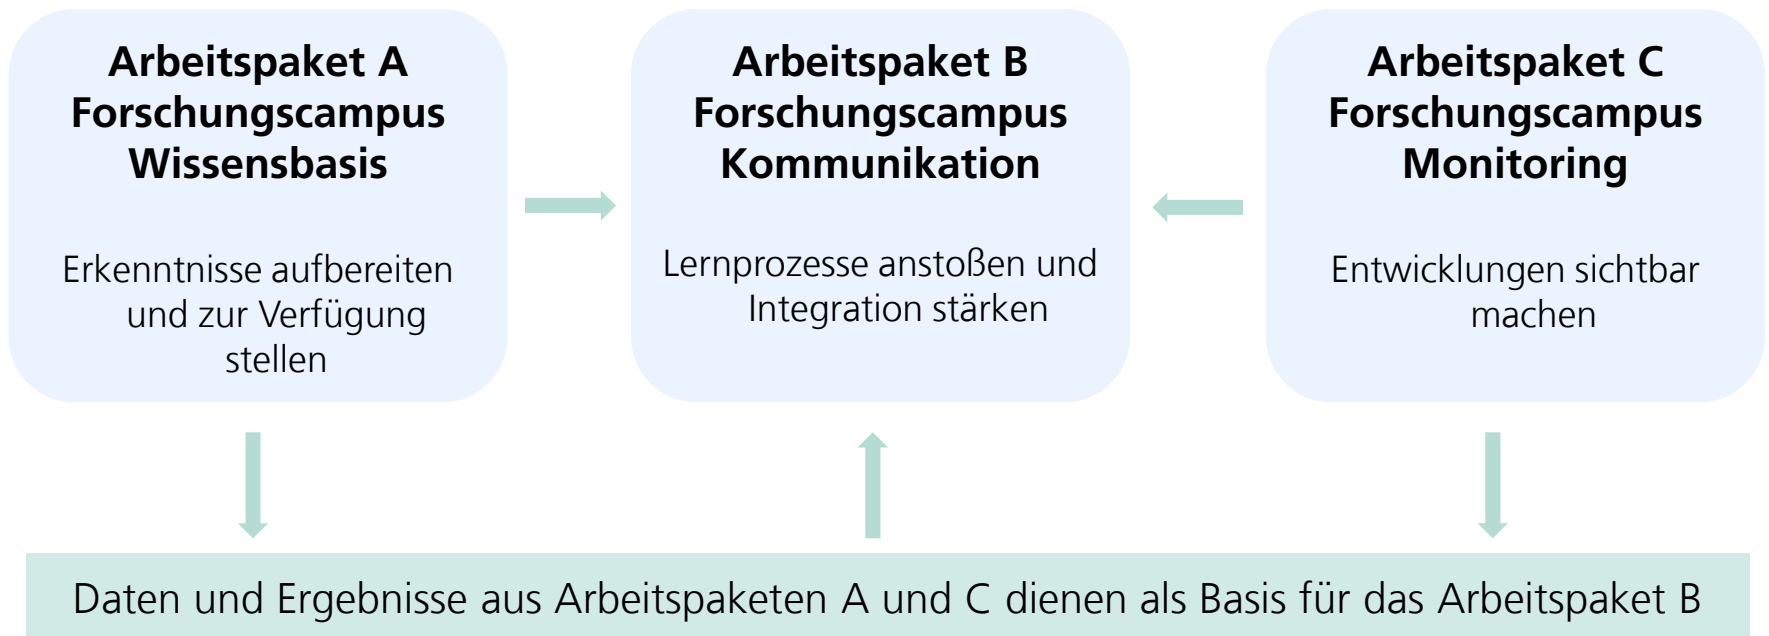 Arbeitspaket A
Forschungscampus
Wissensbasis
Erkenntnisse aufbereiten
und zur Verfügung
stellen
Arbeitspaket B
Forschungscampus
Kommunikation
Lernprozesse anstoßen und
Integration stärken
Arbeitspaket C
Forschungscampus
Monitoring
Entwicklungen sichtbar
machen
Daten und Ergebnisse aus Arbeitspaketen A und C dienen als Basis für das Arbeitspaket B